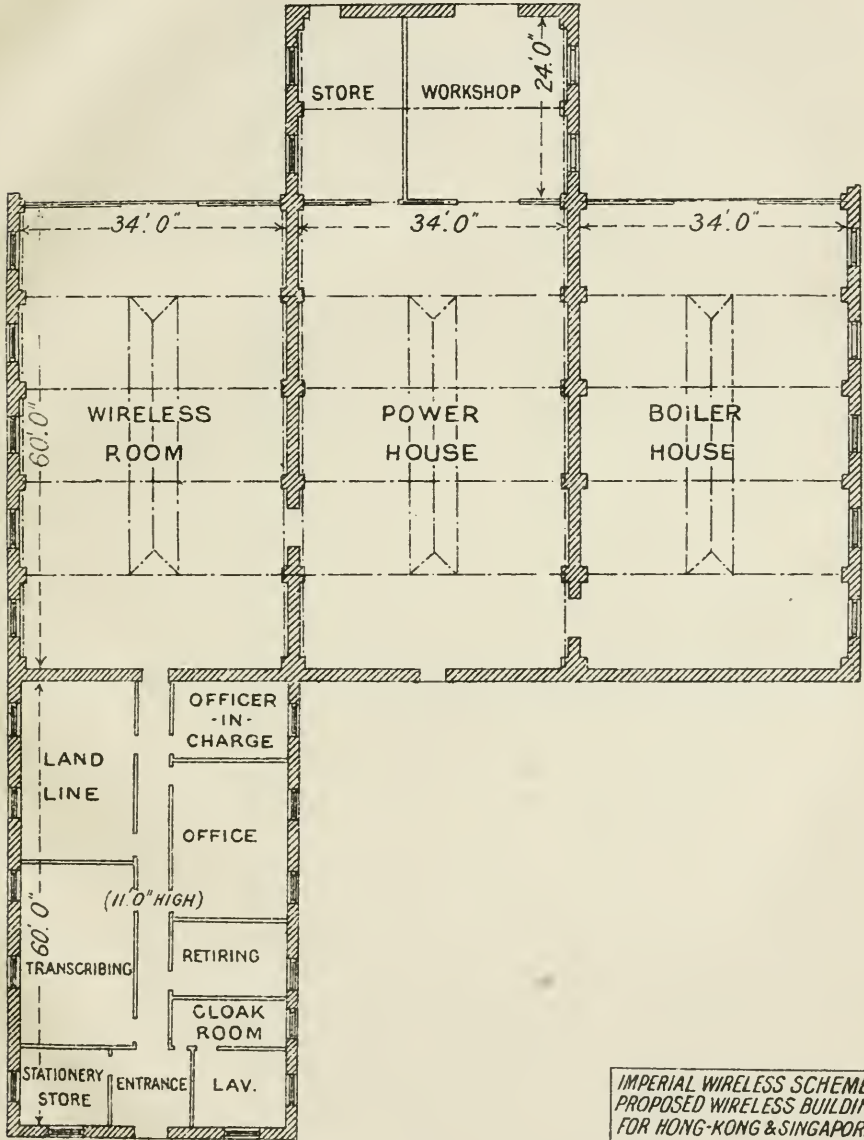 STORE
WORKSHOP
24'.0"
34'.0"
34'.0"
34'.0"
WIRELESS
ROOM
60'.0"
POWER
HOUSE
BOILER
HOUSE
OFFICER
-IN-
CHARGE
LAND
LINE
OFFICE
(11'.0" HIGH)
60'.0"
RETIRING
TRANSCRIBING
CLOAK
ROOM
STATIONERY
STORE
ENTRANCE
LAV.
IMPERIAL WIRELESS SCHEME
PROPOSED WIRELESS
FOR HONG-KONG &